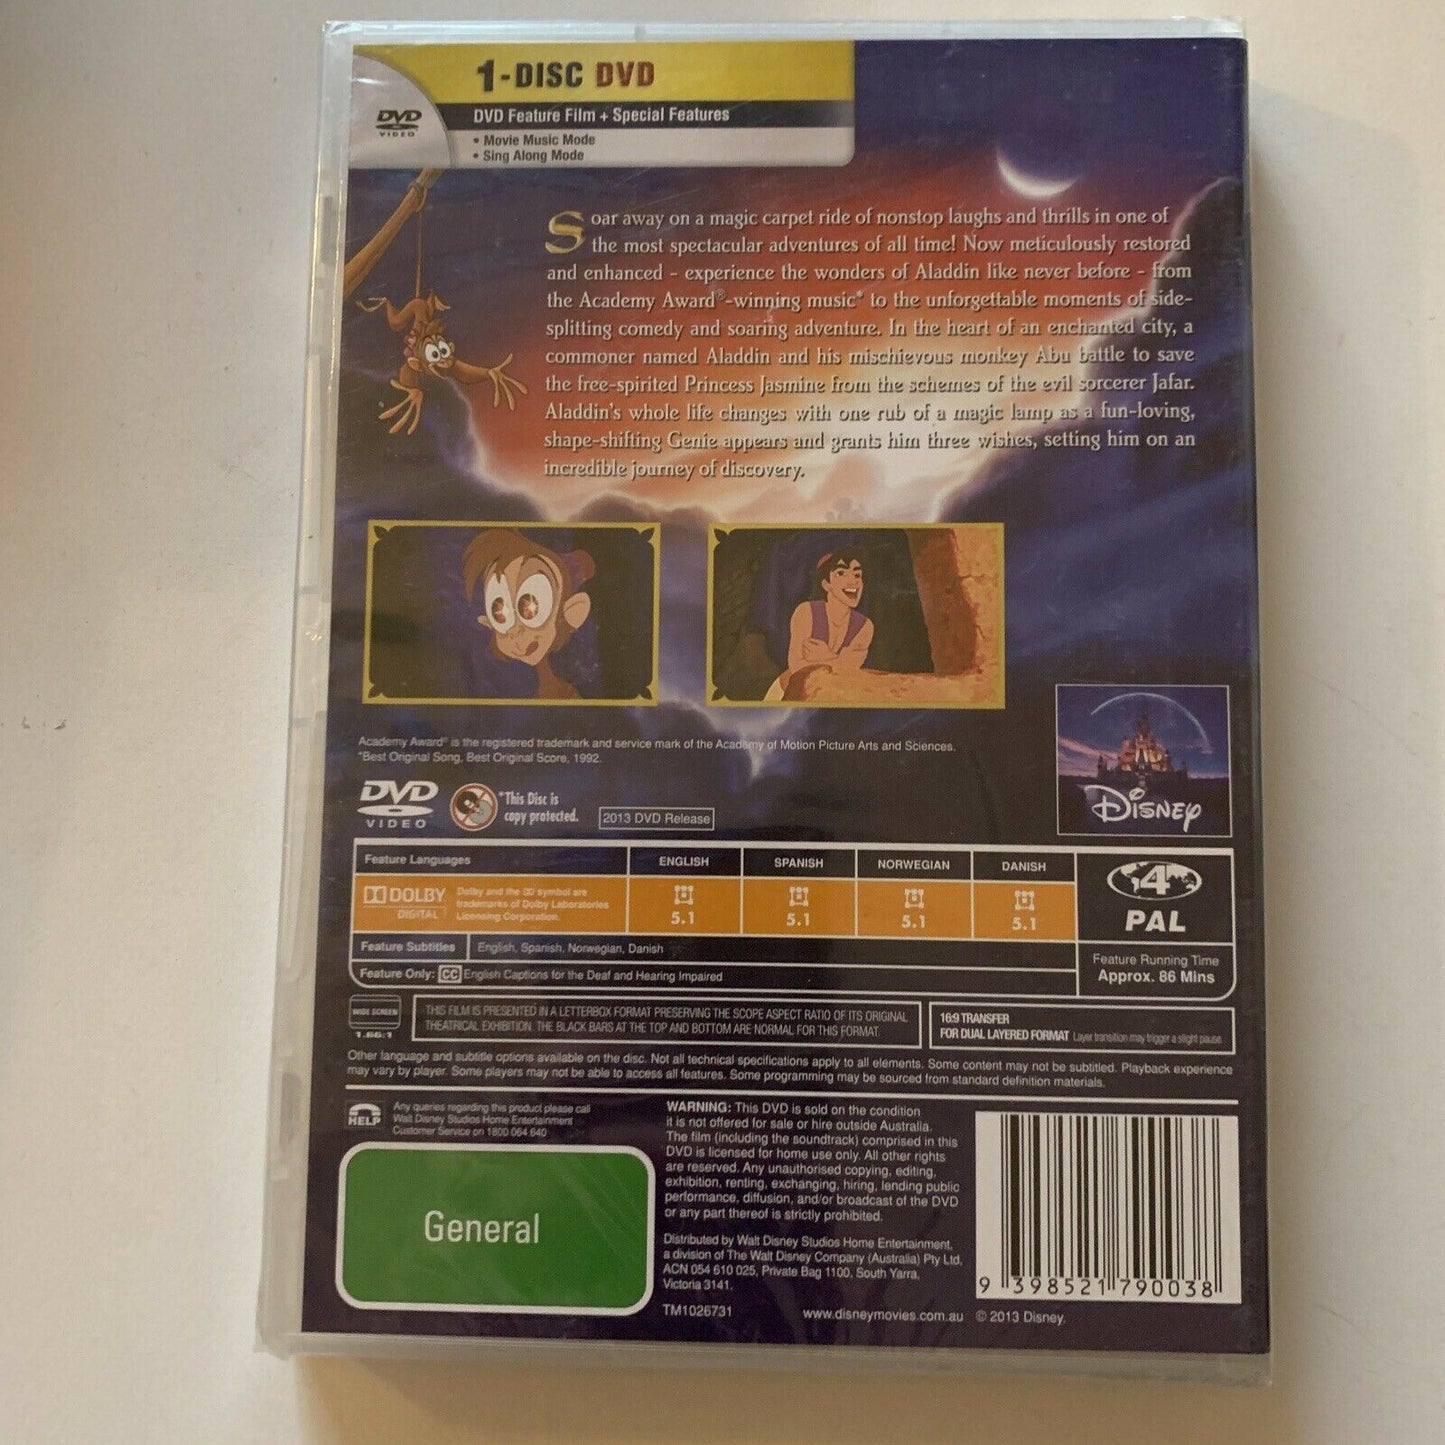 1-DISC DVD
DVD
VIDEO
DVD Feature Film + Special Features
• Movie Music Mode
• Sing Along Mode
Soar away on a magic carpet ride of nonstop laughs and thrills in one of
the most spectacular adventures of all time! Now meticulously restored
and enhanced - experience the wonders of Aladdin like never before - from
the Academy Award®-winning music* to the unforgettable moments of side-
splitting comedy and soaring adventure. In the heart of an enchanted city, a
commoner named Aladdin and his mischievous monkey Abu battle to save
the free-spirited Princess Jasmine from the schemes of the evil sorcerer Jafar.
Aladdin's whole life changes with one rub of a magic lamp as a fun-loving,
shape-shifting Genie appears and grants him three wishes, setting him on an
incredible journey of discovery.
Academy Award® is the registered trademark and service mark of the Academy of Motion Picture Arts and Sciences.
*Best Original Song, Best Original Score, 1992.
DVD
VIDEO
*This Disc is
copy protected.
2013 DVD Release
Disney
Feature Languages
ENGLISH
SPANISH
NORWEGIAN
DANISH
DOLBY
DIGITAL
Dolby and the DD symbol are
trademarks of Dolby Laboratories
Licensing Corporation.
5.1
5.1
5.1
5.1
4
PAL
Feature Subtitles
English, Spanish, Norwegian, Danish
Feature Only: CC English Captions for the Deaf and Hearing Impaired
Feature Running Time
Approx. 86 Mins
WIDE SCREEN
1.66:1
THIS FILM IS PRESENTED IN A LETTERBOX FORMAT PRESERVING THE SCOPE ASPECT RATIO OF ITS ORIGINAL
THEATRICAL EXHIBITION. THE BLACK BARS AT THE TOP AND BOTTOM ARE NORMAL FOR THIS FORMAT.
16:9 TRANSFER
FOR DUAL LAYERED FORMAT Layer transition may trigger a slight pause.
Other language and subtitle options available on the disc. Not all technical specifications apply to all elements. Some content may not be subtitled. Playback experience
may vary by player. Some players may not be able to access all features. Some programming may be sourced from standard definition materials.
HELP
Any queries regarding this product please call
Walt Disney Studios Home Entertainment
Customer Service on 1800 064 640
General
WARNING: This DVD is sold on the condition
it is not offered for sale or hire outside Australia.
The film (including the soundtrack) comprised in this
DVD is licensed for home use only. All other rights
are reserved. Any unauthorised copying, editing,
exhibition, renting, exchanging, hiring, lending public
performance, diffusion, and/or broadcast of the DVD
or any part thereof is strictly prohibited.
Distributed by Walt Disney Studios Home Entertainment,
a division of The Walt Disney Company (Australia) Pty Ltd,
ACN 054 610 025, Private Bag 1100, South Yarra,
Victoria 3141.
TM1026731
www.disneymovies.com.au © 2013 Disney.
9 398521 790038